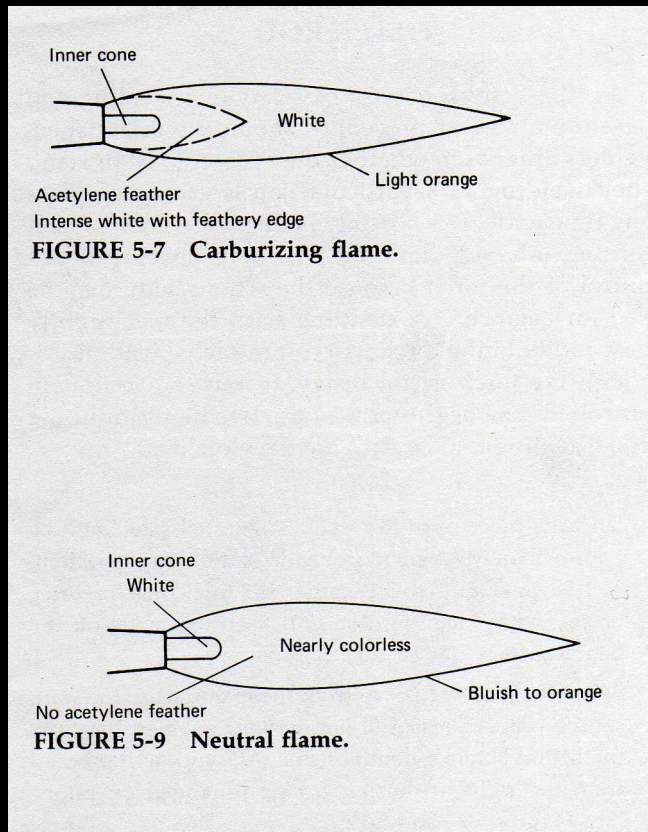 Inner cone
White
Light orange
Acetylene feather
Intense white with feathery edge
FIGURE 5-7 Carburizing flame.
Inner cone
White
Nearly colorless
Bluish to orange
No acetylene feather
FIGURE 5-9 Neutral flame.